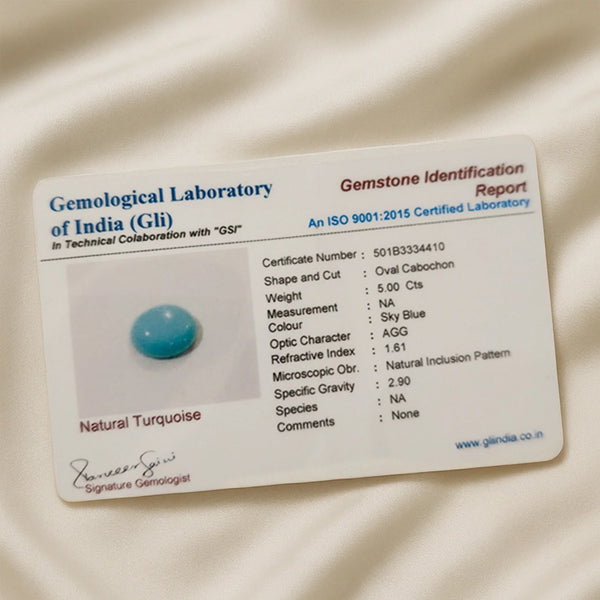 Gemological Laboratory
of India (Gli)
In Technical Colaboration with "GSI"
Gemstone Identification
Report
An ISO 9001:2015 Certified Laboratory
Certificate Number : 501B3334410
Shape and Cut : Oval Cabochon
Weight : 5.00 Cts
Measurement : NA
Colour : Sky Blue
Optic Character : AGG
Refractive Index : 1.61
Microscopic Obr. : Natural Inclusion Pattern
Specific Gravity : 2.90
Species : NA
Comments : None
Natural Turquoise
Signature Gemologist
www.gliindia.co.in